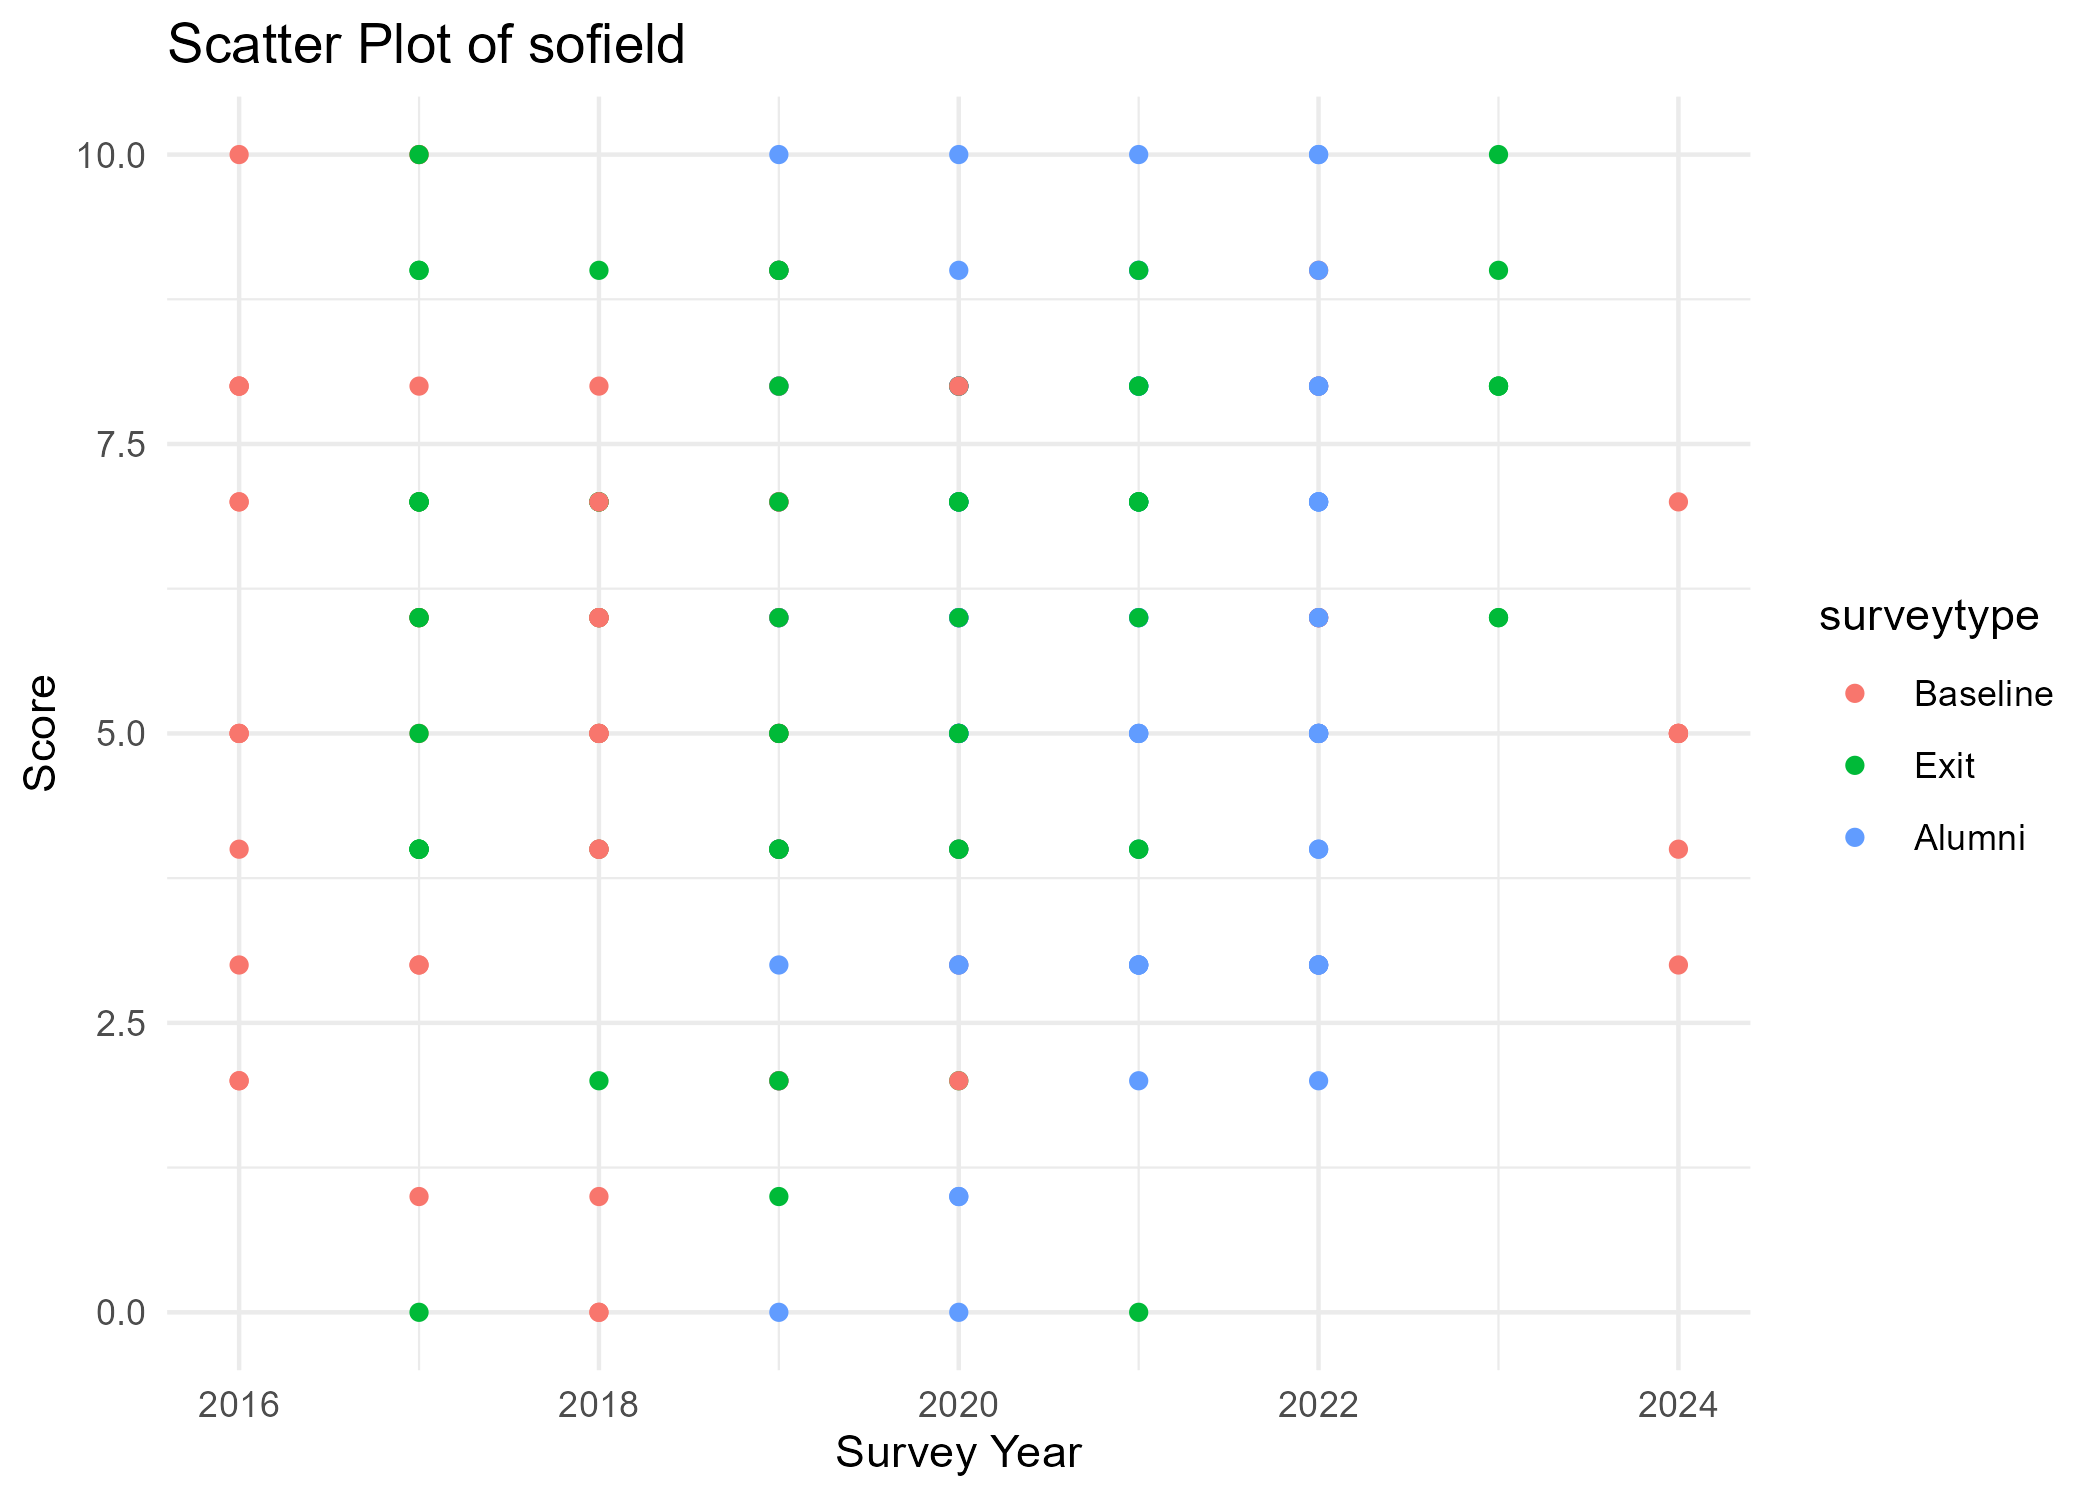 Scatter Plot of sofield
10.0
7.5
5.0
2.5
0.0
Score
2016 2018 2020 2022 2024
Survey Year
surveytype
Baseline
Exit
Alumni